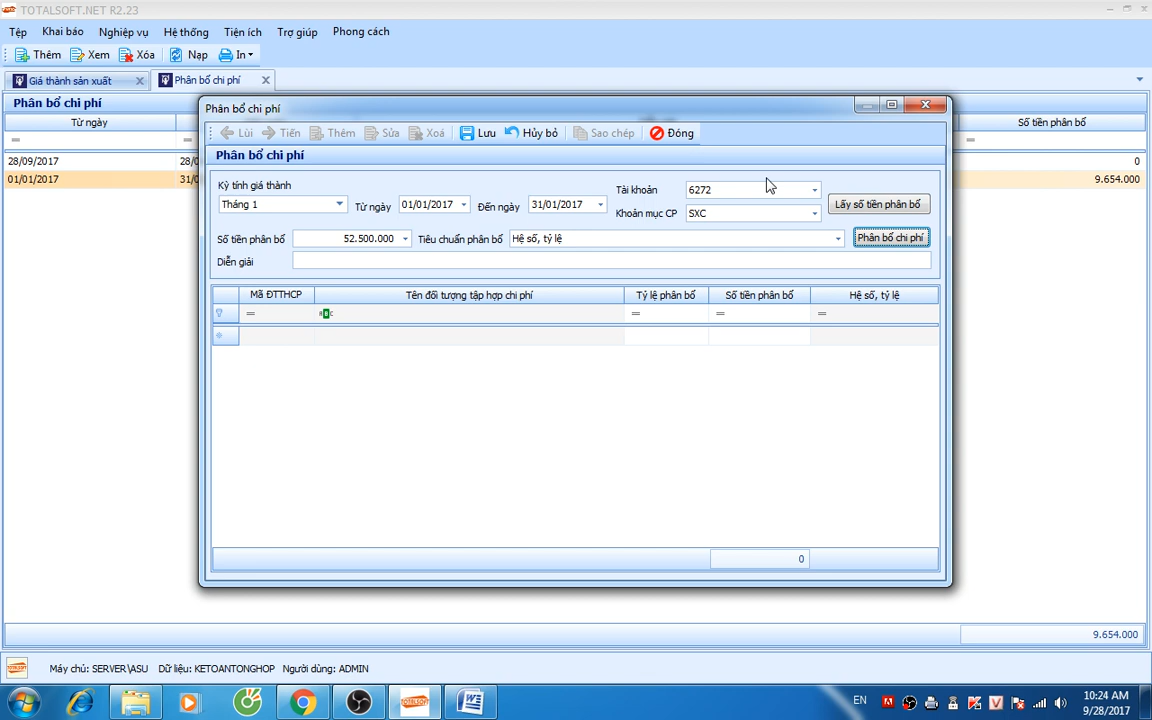 TOTALSOFT.NET R2.23
Tệp Khai báo Nghiệp vụ Hệ thống Tiện ích Trợ giúp Phong cách
Thêm Xem Xóa Nạp In
Giá thành sản xuất Phân bổ chi phí
Phân bổ chi phí
Từ ngày Số tiền phân bổ
28/09/2017 28/0 0
01/01/2017 31/0 9.654.000
Phân bổ chi phí
Lùi Tiến Thêm Sửa Xoá Lưu Hủy bỏ Sao chép Đóng
Phân bổ chi phí
Kỳ tính giá thành
Tháng 1 Từ ngày 01/01/2017 Đến ngày 31/01/2017
Tài khoản 6272
Khoản mục CP SXC
Lấy số tiền phân bổ
Số tiền phân bổ 52.500.000 Tiêu chuẩn phân bổ Hệ số, tỷ lệ Phân bổ chi phí
Diễn giải
Mã ĐTTHCP Tên đối tượng tập hợp chi phí Tỷ lệ phân bổ Số tiền phân bổ Hệ số, tỷ lệ
0
9.654.000
TOTALSOFT Máy chủ: SERVER\ASU Dữ liệu: KETOANTONGHOP Người dùng: ADMIN
EN 10:24 AM
9/28/2017